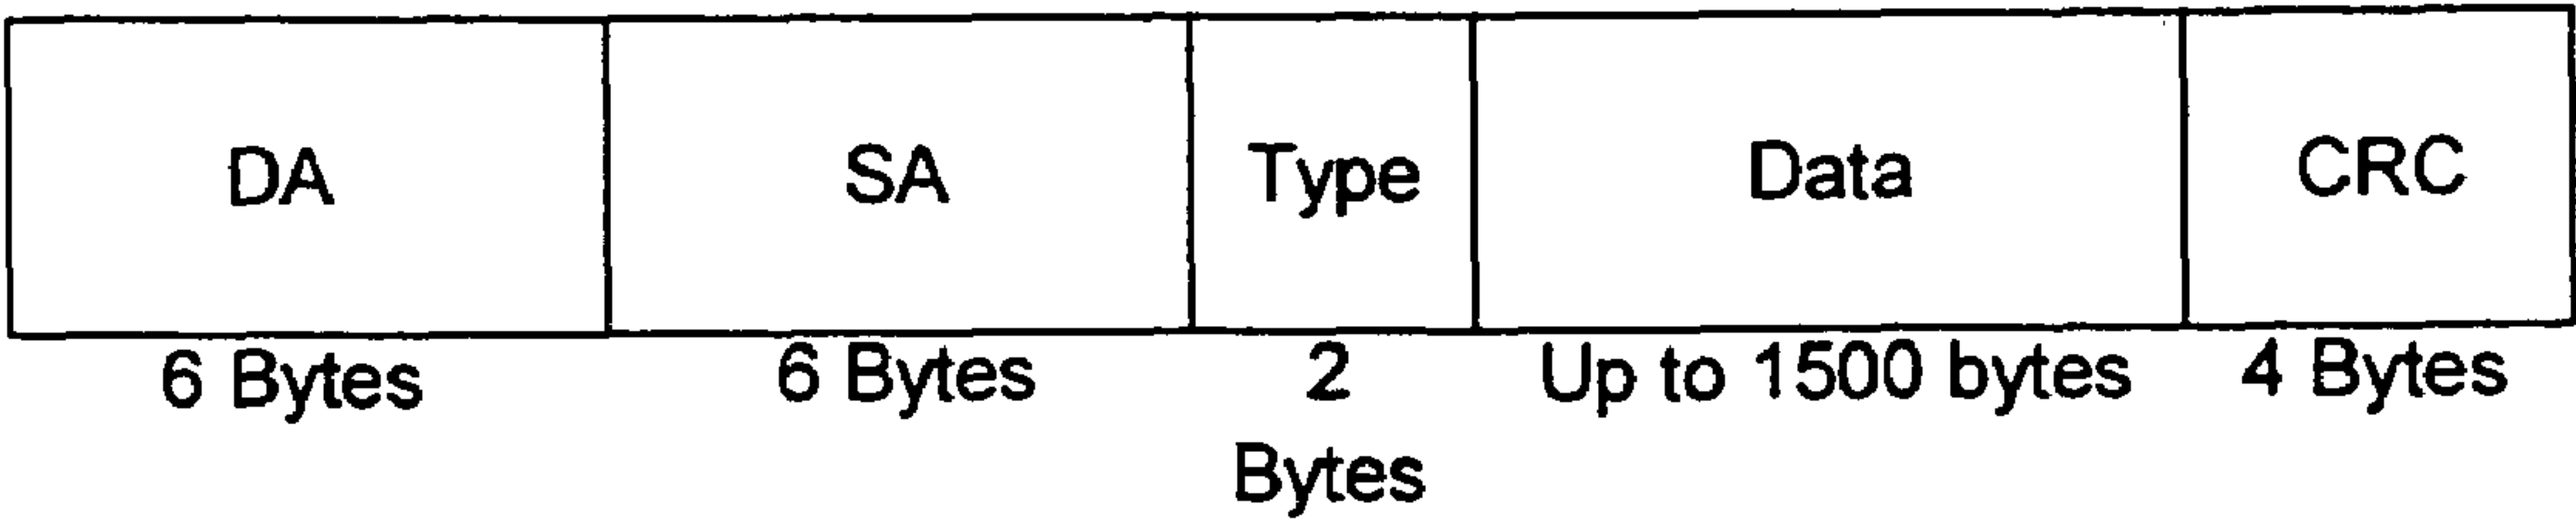 DA SA Type Data CRC
6 Bytes 6 Bytes 2 Up to 1500 bytes 4 Bytes
Bytes